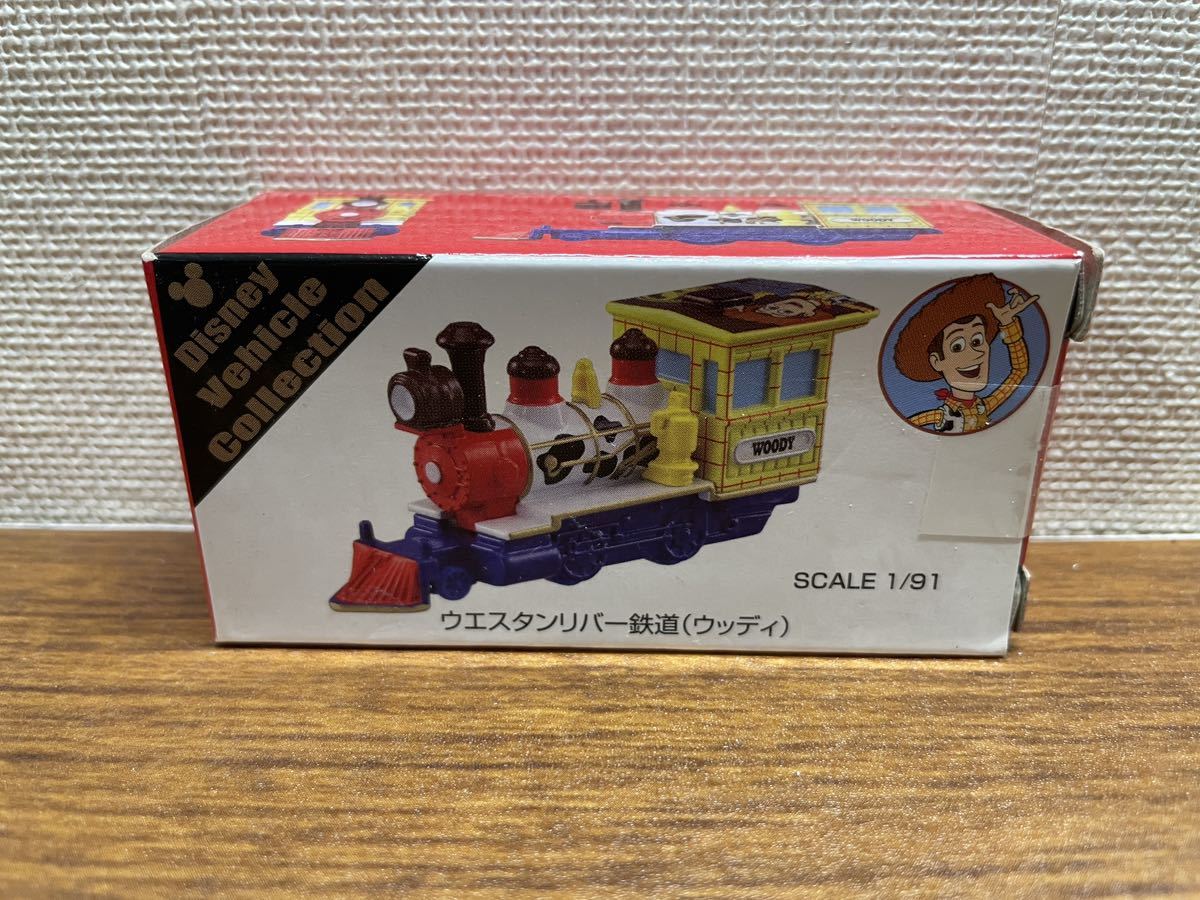 Disney
Vehicle
Collection
WOODY
SCALE 1/91
ウエスタンリバー鉄道(ウッディ)
WOODY